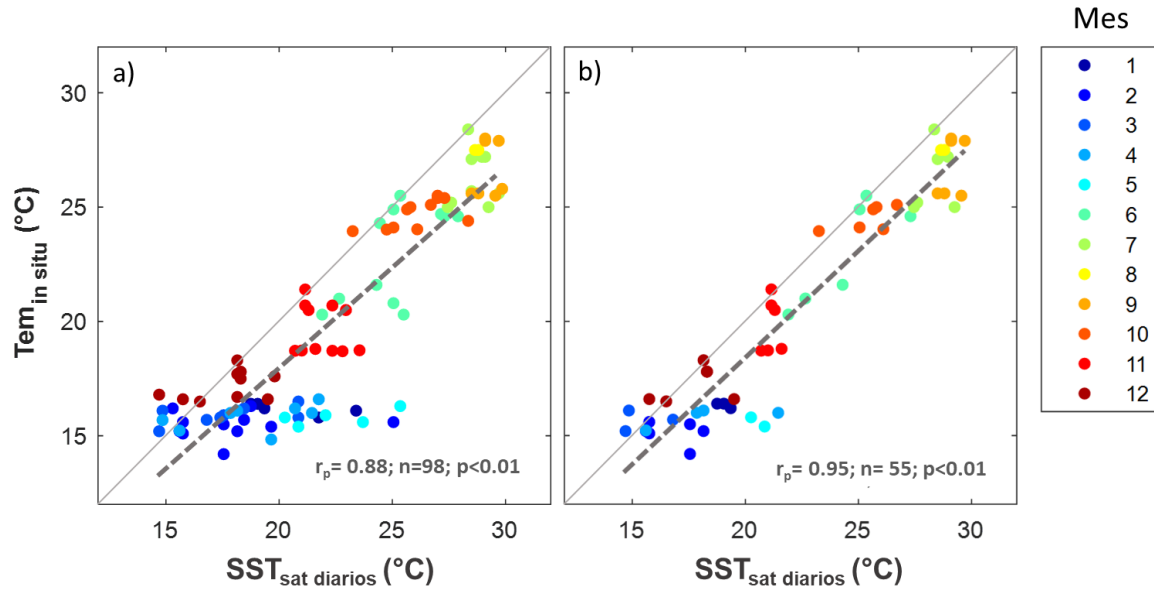 Mes
a)
b)
30
25
20
15
Tem in situ (°C)
r_p= 0.88; n=98; p<0.01
r_p= 0.95; n= 55; p<0.01
15 20 25 30
15 20 25 30
SST sat diarios (°C)
SST sat diarios (°C)
1
2
3
4
5
6
7
8
9
10
11
12